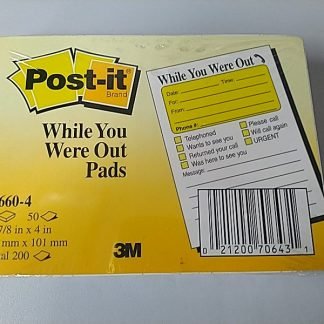 Post-it
Brand
While You
Were Out
Pads
660-4
50
7/8 in x 4 in
mm x 101 mm
al 200
3M
While You Were Out
Date: Time:
For:
From:
Phone #:
Telephoned
Wants to see you
Returned your call
Was here to see you
Please call
Will call again
URGENT
Message:
0 21200 70643 1